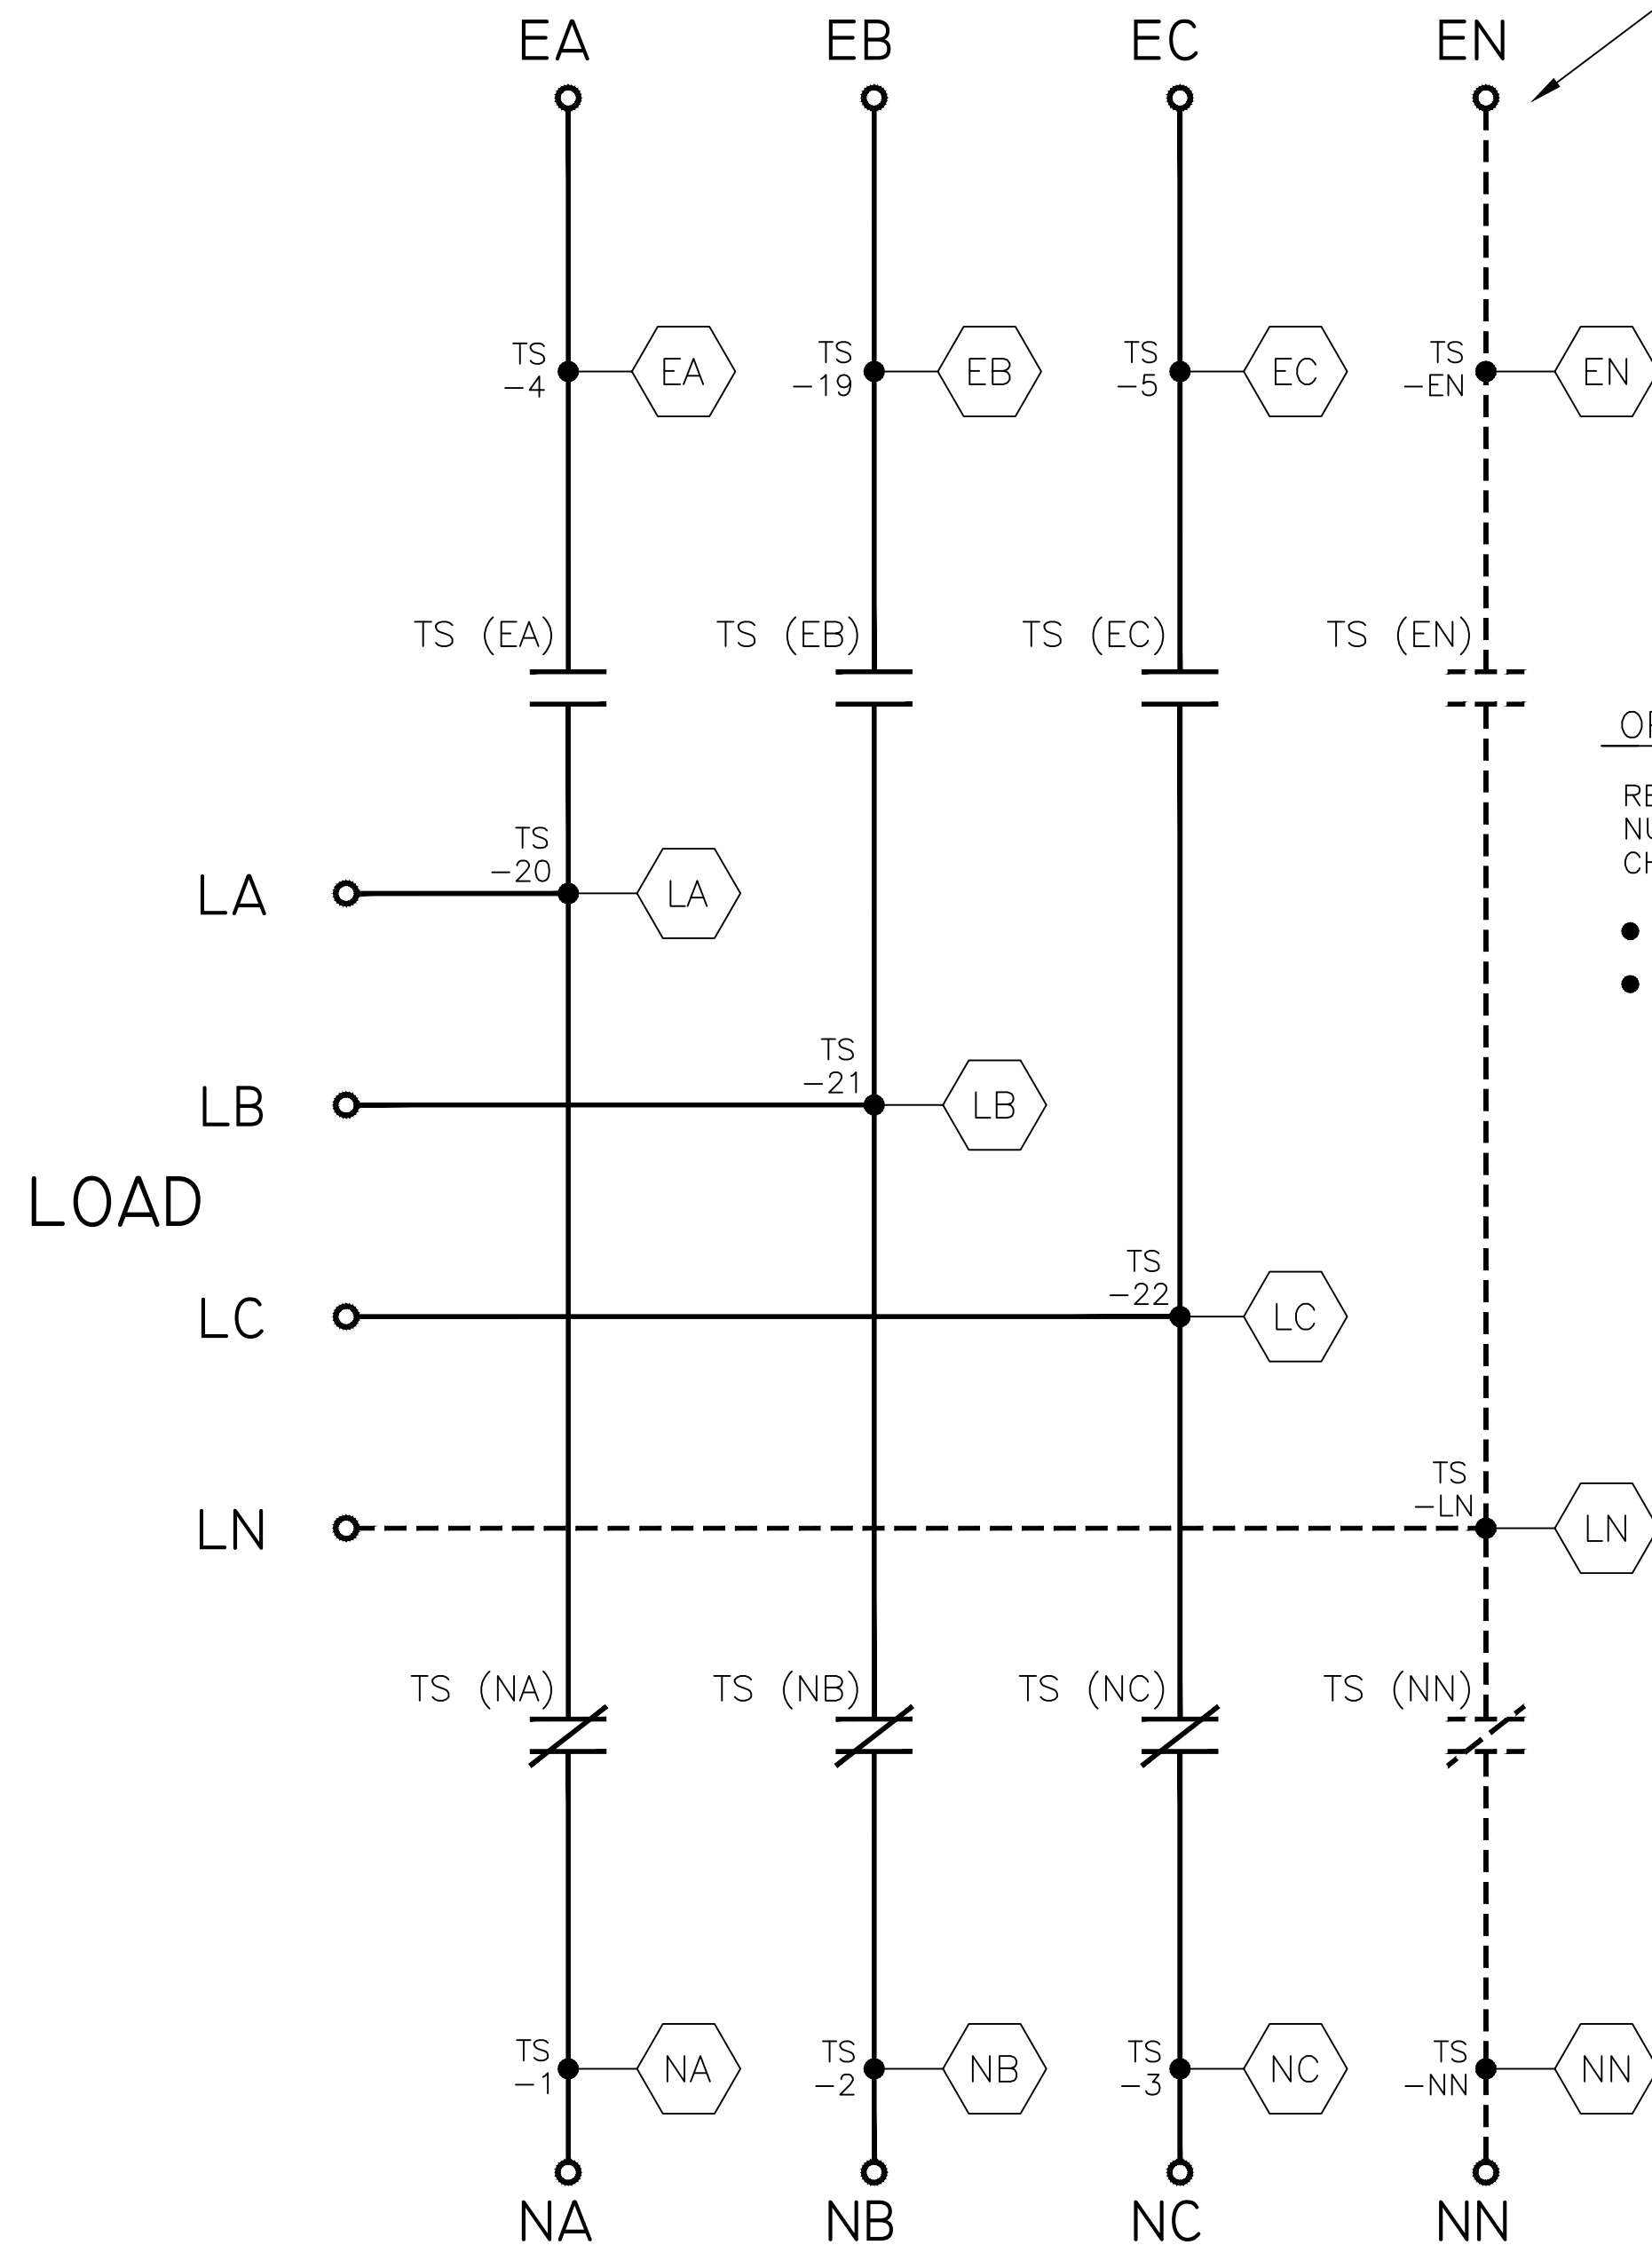 EA EB EC EN
TS TS TS TS
-4 EA -19 EB -5 EC -EN EN
TS (EA) TS (EB) TS (EC) TS (EN)
TS
-20
LA LA
TS
-21
LB LB
LOAD
TS
-22
LC LC
TS
-LN
LN LN
TS (NA) TS (NB) TS (NC) TS (NN)
TS TS TS TS
-1 NA -2 NB -3 NC -NN NN
NA NB NC NN